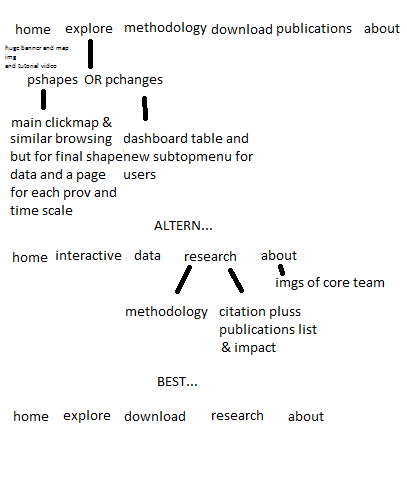 home explore methodology download publications about
huge banner and map
img
and tutorial video
pshapes OR pchanges
main clickmap &
similar browsing
but for final shape
data and a page
for each prov and
time scale
dashboard table and
new subtopmenu for
users
ALTERN...
home interactive data research about
imgs of core team
methodology
citation pluss
publications list
& impact
BEST...
home explore download research about